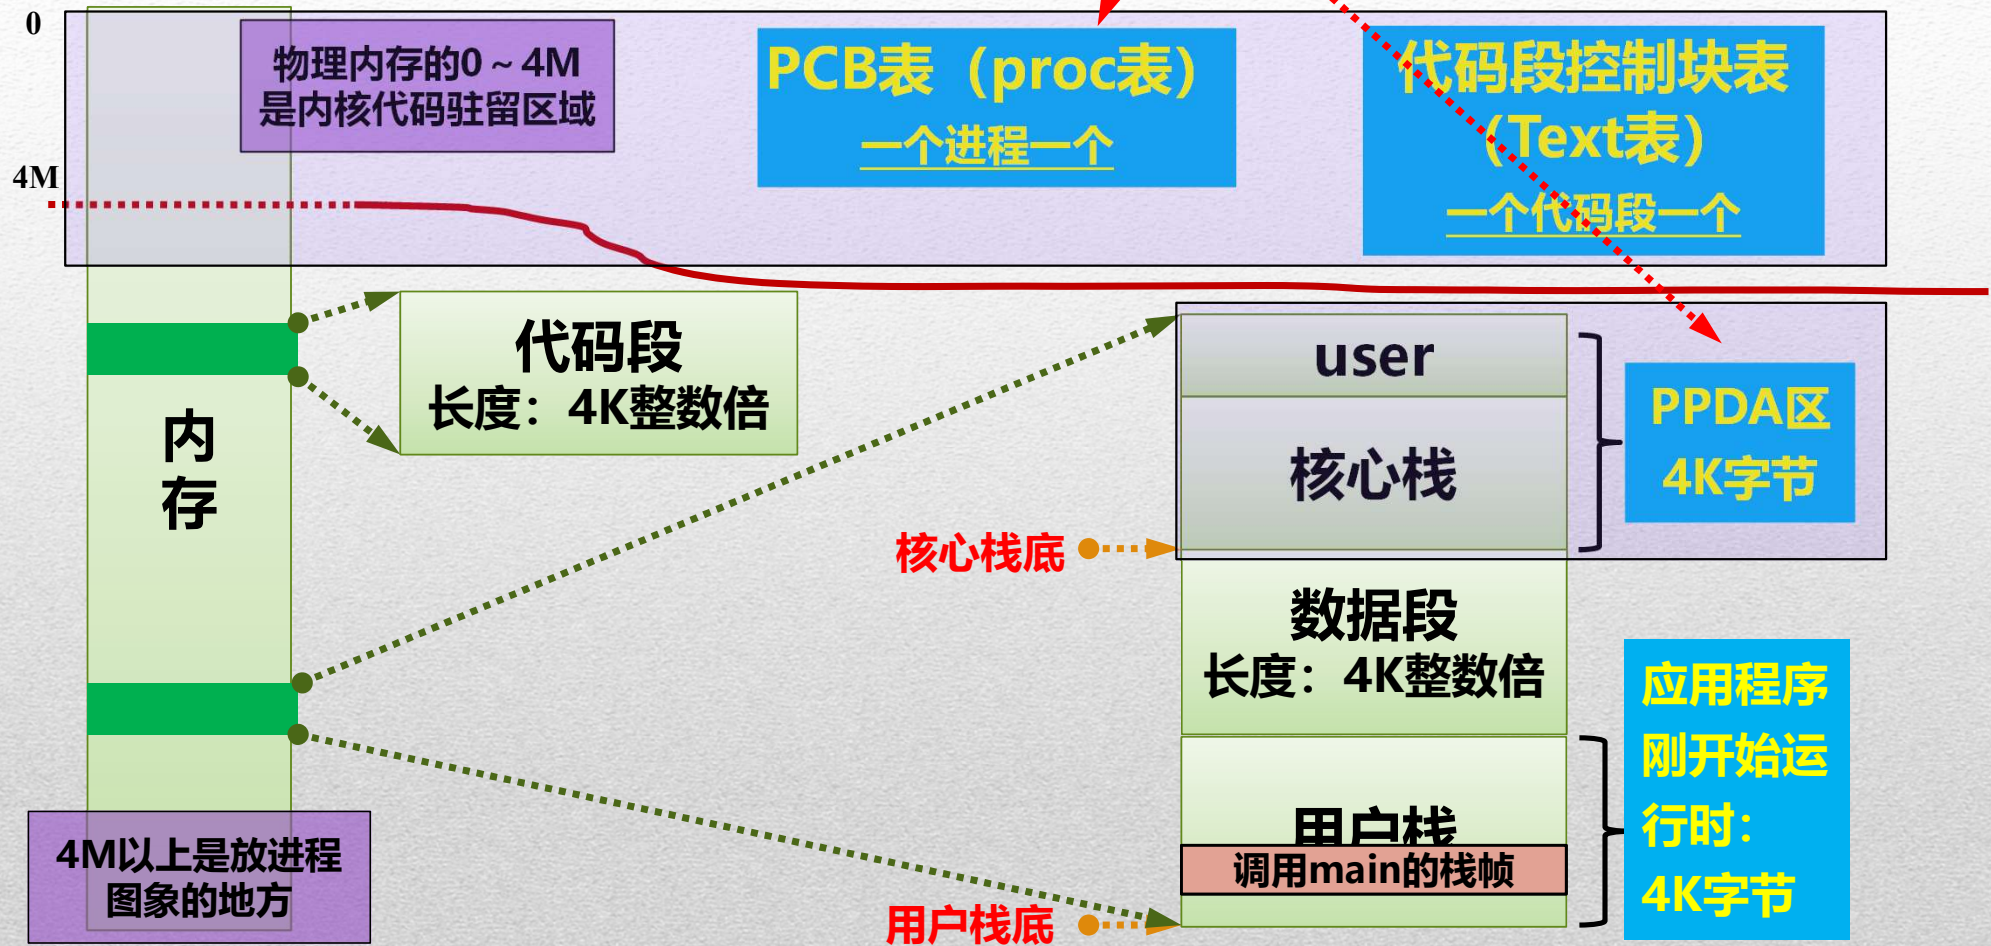 0
物理内存的0～4M
是内核代码驻留区域
PCB表（proc表）
一个进程一个
代码段控制块表
（Text表）
一个代码段一个
4M
代码段
长度：4K整数倍
内
存
user
核心栈
PPDA区
4K字节
核心栈底
数据段
长度：4K整数倍
应用程序
刚开始运
行时：
4K字节
用户栈
调用main的栈帧
用户栈底
4M以上是放进程
图象的地方